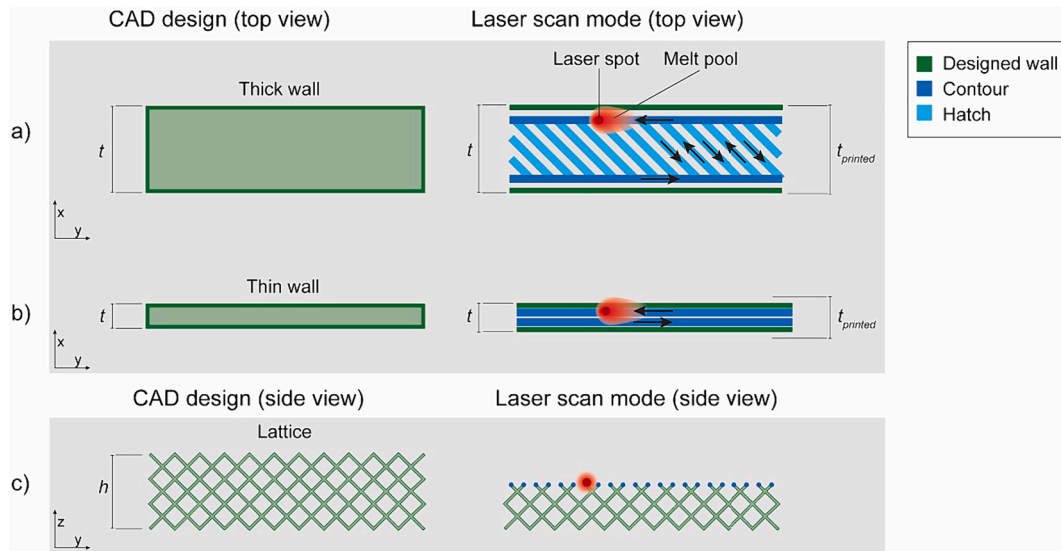 CAD design (top view)
Laser scan mode (top view)
Laser spot
Melt pool
Designed wall
Contour
Hatch
Thick wall
a)
t
t
t printed
x
y
x
y
Thin wall
b)
t
t
t printed
x
y
CAD design (side view)
Laser scan mode (side view)
Lattice
c)
h
z
y